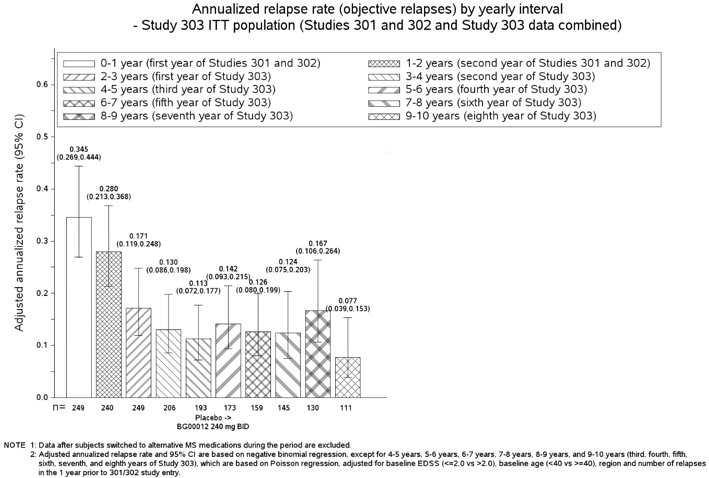 Annualized relapse rate (objective relapses) by yearly interval
- Study 303 ITT population (Studies 301 and 302 and Study 303 data combined)
0-1 year (first year of Studies 301 and 302)
1-2 years (second year of Studies 301 and 302)
2-3 years (first year of Study 303)
3-4 years (second year of Study 303)
4-5 years (third year of Study 303)
5-6 years (fourth year of Study 303)
6-7 years (fifth year of Study 303)
7-8 years (sixth year of Study 303)
8-9 years (seventh year of Study 303)
9-10 years (eighth year of Study 303)
Adjusted annualized relapse rate (95% CI)
0.6
0.5
0.4
0.3
0.2
0.1
0.0
0.345
(0.269,0.444)
0.280
(0.213,0.368)
0.171
(0.119,0.248)
0.130
(0.086,0.198)
0.113
(0.072,0.177)
0.142
(0.093,0.215)
0.126
(0.080,0.199)
0.124
(0.075,0.203)
0.167
(0.106,0.264)
0.077
(0.039,0.153)
n= 249 240 249 206 193 173 159 145 130 111
Placebo ->
BG00012 240 mg BID
NOTE 1: Data after subjects switched to alternative MS medications during the period are excluded.
2: Adjusted annualized relapse rate and 95% CI are based on negative binomial regression, except for 4-5 years, 5-6 years, 6-7 years, 7-8 years, 8-9 years, and 9-10 years (third, fourth, fifth,
sixth, seventh, and eighth years of Study 303), which are based on Poisson regression, adjusted for baseline EDSS (<=2.0 vs >2.0), baseline age (<40 vs >=40), region and number of relapses
in the 1 year prior to 301/302 study entry.